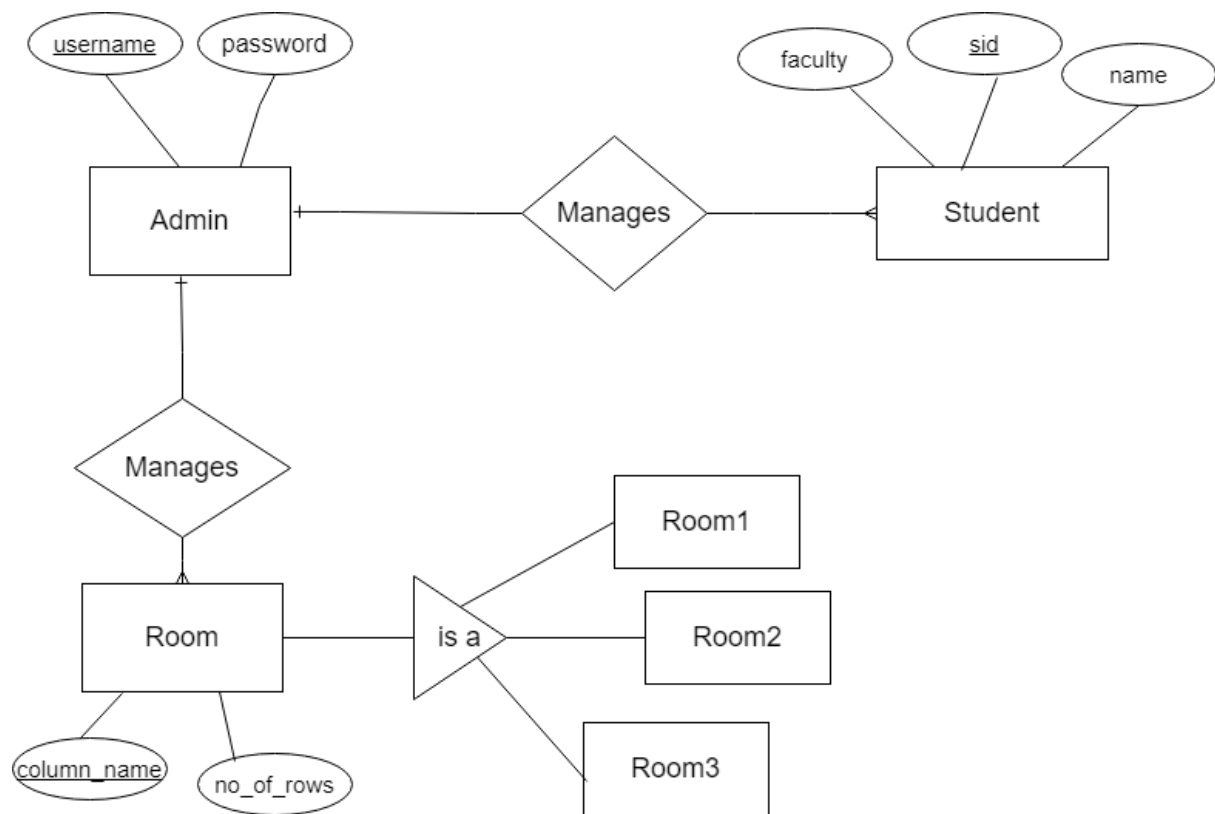 username
password
faculty
sid
name
Admin
Manages
Student
Manages
Room1
Room
is a
Room2
Room3
column_name
no_of_rows